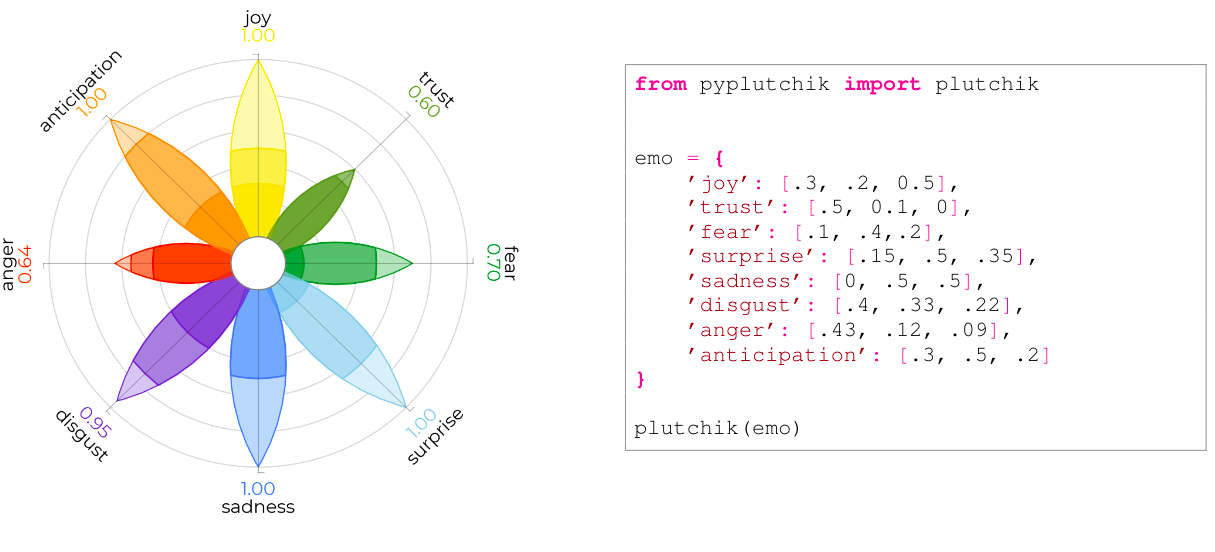 joy
1.00
anticipation
1.00
trust
0.60
anger
0.64
fear
0.70
disgust
0.95
surprise
1.00
1.00
sadness
from pyplutchik import plutchik
emo = {
    ’joy’: [.3, .2, 0.5],
    ’trust’: [.5, 0.1, 0],
    ’fear’: [.1, .4,.2],
    ’surprise’: [.15, .5, .35],
    ’sadness’: [0, .5, .5],
    ’disgust’: [.4, .33, .22],
    ’anger’: [.43, .12, .09],
    ’anticipation’: [.3, .5, .2]
}
plutchik(emo)